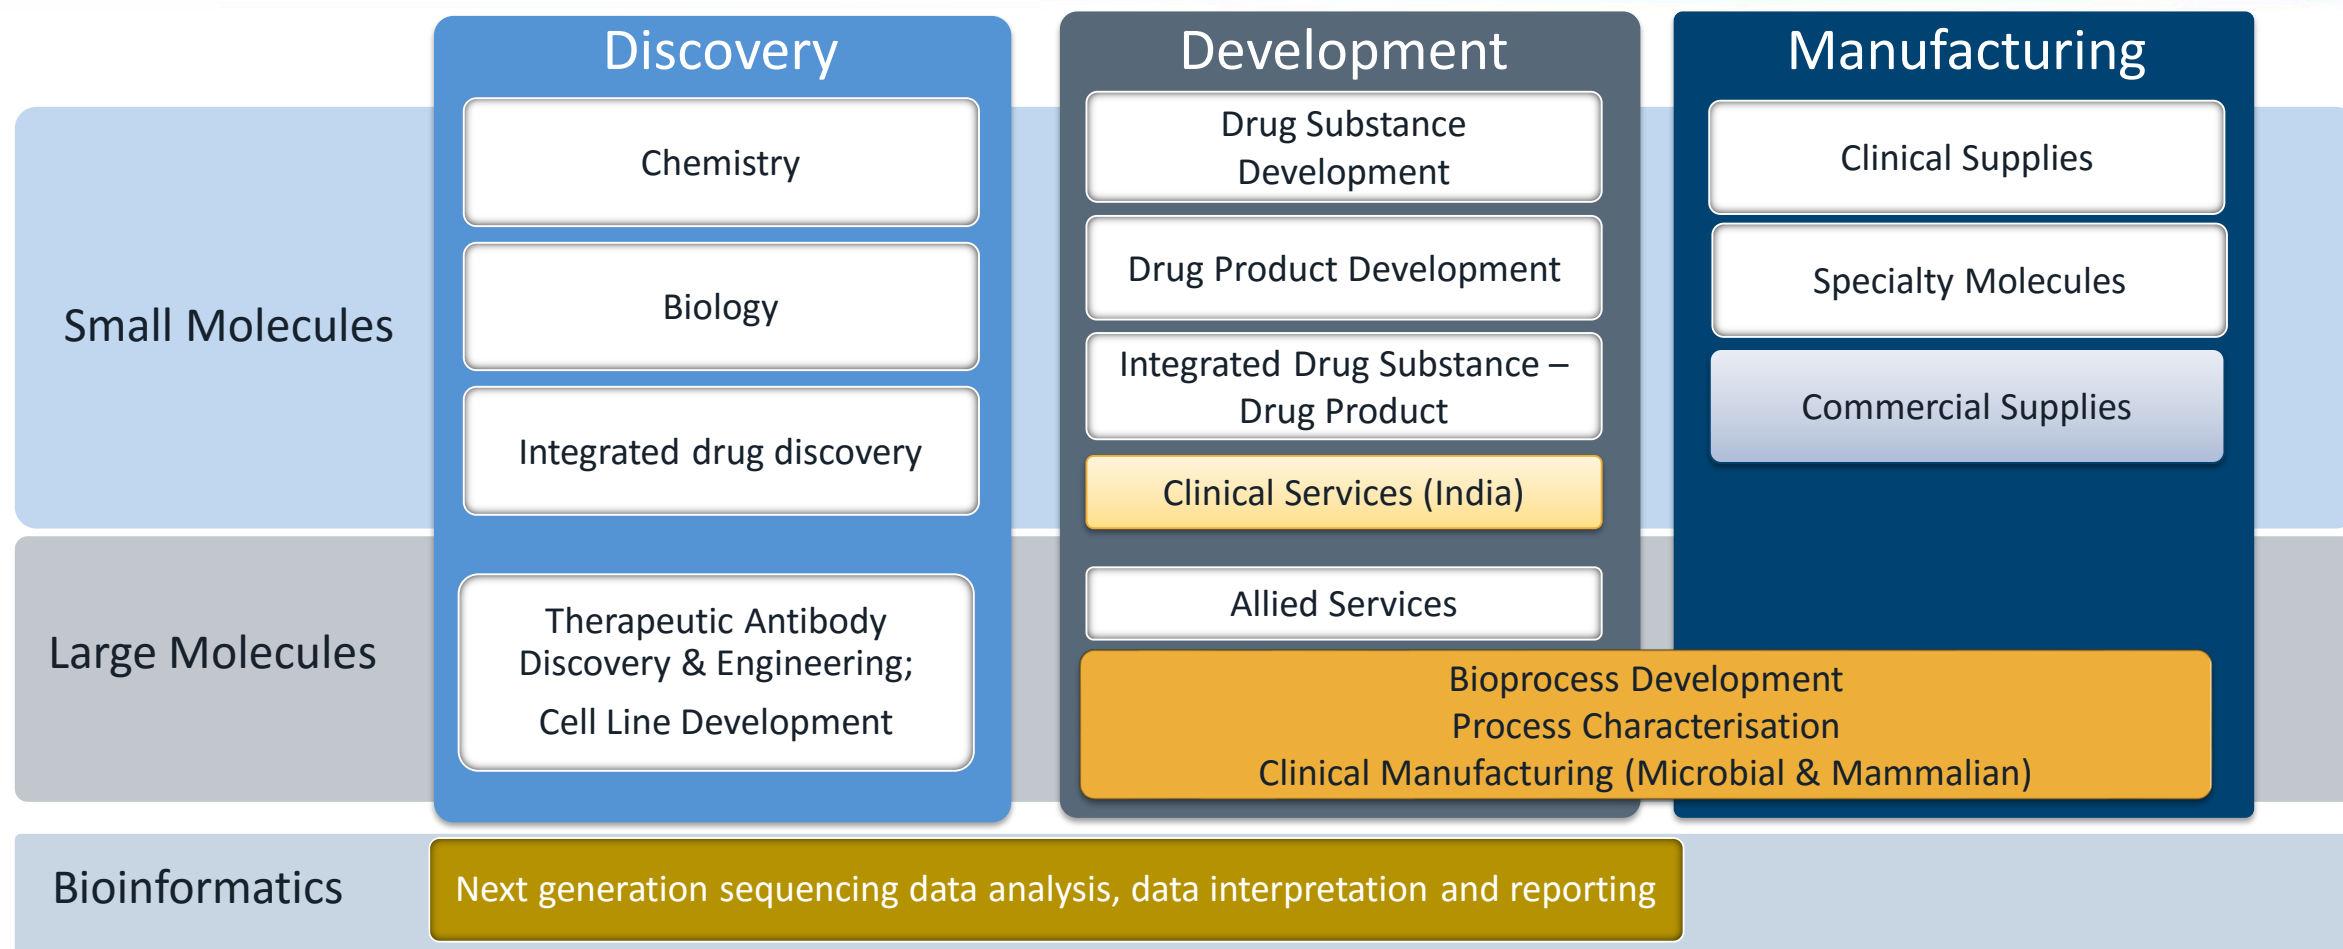 Discovery
Development
Manufacturing
Small Molecules
Chemistry
Biology
Integrated drug discovery
Drug Substance
Development
Drug Product Development
Integrated Drug Substance –
Drug Product
Clinical Services (India)
Clinical Supplies
Specialty Molecules
Commercial Supplies
Large Molecules
Therapeutic Antibody
Discovery & Engineering;
Cell Line Development
Allied Services
Bioprocess Development
Process Characterisation
Clinical Manufacturing (Microbial & Mammalian)
Bioinformatics
Next generation sequencing data analysis, data interpretation and reporting